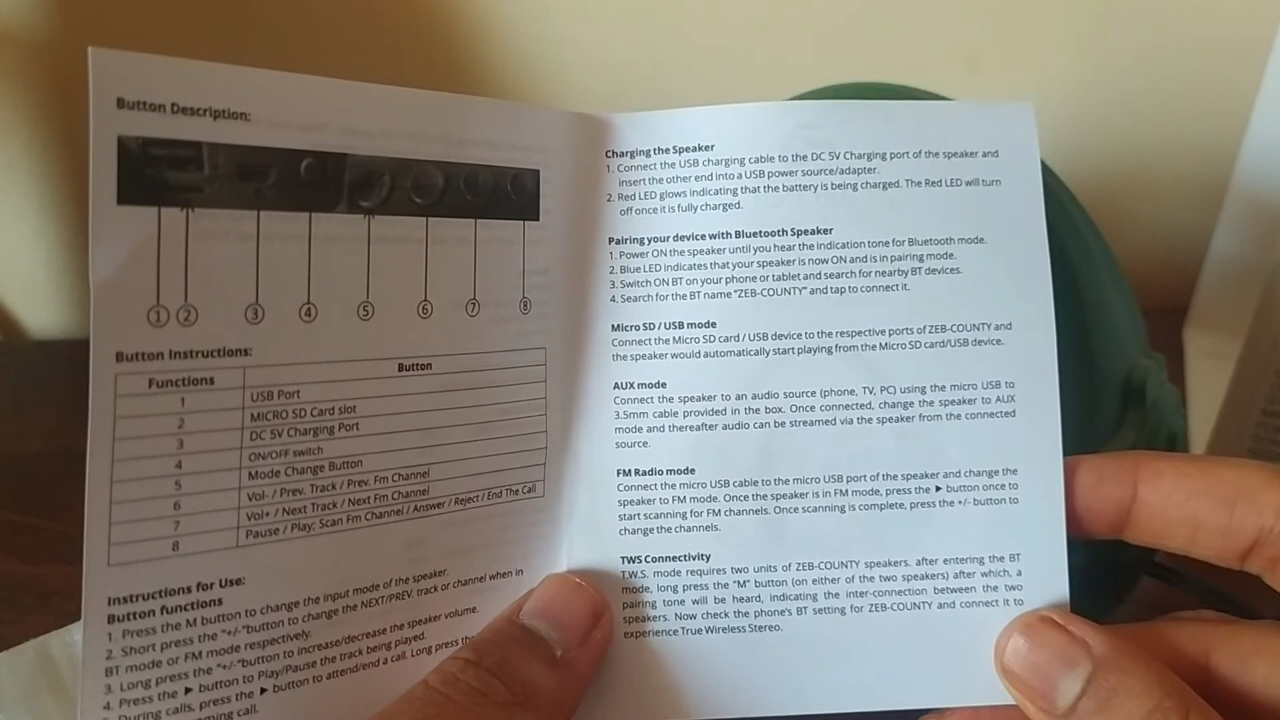 Button Description:
1 2 3 4 5 6 7 8
Button Instructions:
Functions Button
1 USB Port
2 MICRO SD Card slot
3 DC 5V Charging Port
4 ON/OFF switch
5 Mode Change Button
6 Vol- / Prev. Track / Prev. Fm Channel
7 Vol+ / Next Track / Next Fm Channel
8 Pause / Play; Scan Fm Channel / Answer / Reject / End The Call
Instructions for Use:
Button functions
1. Press the M button to change the input mode of the speaker.
2. Short press the "+/-"button to change the NEXT/PREV. track or channel when in
BT mode or FM mode respectively.
3. Long press the "+/-"button to increase/decrease the speaker volume.
4. Press the ► button to Play/Pause the track being played.
During calls, press the ► button to attend/end a call. Long press the
call.
Charging the Speaker
1. Connect the USB charging cable to the DC 5V Charging port of the speaker and
insert the other end into a USB power source/adapter.
2. Red LED glows indicating that the battery is being charged. The Red LED will turn
off once it is fully charged.
Pairing your device with Bluetooth Speaker
1. Power ON the speaker until you hear the indication tone for Bluetooth mode.
2. Blue LED indicates that your speaker is now ON and is in pairing mode.
3. Switch ON BT on your phone or tablet and search for nearby BT devices.
4. Search for the BT name "ZEB-COUNTY" and tap to connect it.
Micro SD / USB mode
Connect the Micro SD card / USB device to the respective ports of ZEB-COUNTY and
the speaker would automatically start playing from the Micro SD card/USB device.
AUX mode
Connect the speaker to an audio source (phone, TV, PC) using the micro USB to
3.5mm cable provided in the box. Once connected, change the speaker to AUX
mode and thereafter audio can be streamed via the speaker from the connected
source.
FM Radio mode
Connect the micro USB cable to the micro USB port of the speaker and change the
speaker to FM mode. Once the speaker is in FM mode, press the ► button once to
start scanning for FM channels. Once scanning is complete, press the +/- button to
change the channels.
TWS Connectivity
T.W.S. mode requires two units of ZEB-COUNTY speakers. after entering the BT
mode, long press the "M" button (on either of the two speakers) after which, a
pairing tone will be heard, indicating the inter-connection between the two
speakers. Now check the phone's BT setting for ZEB-COUNTY and connect it to
experience True Wireless Stereo.